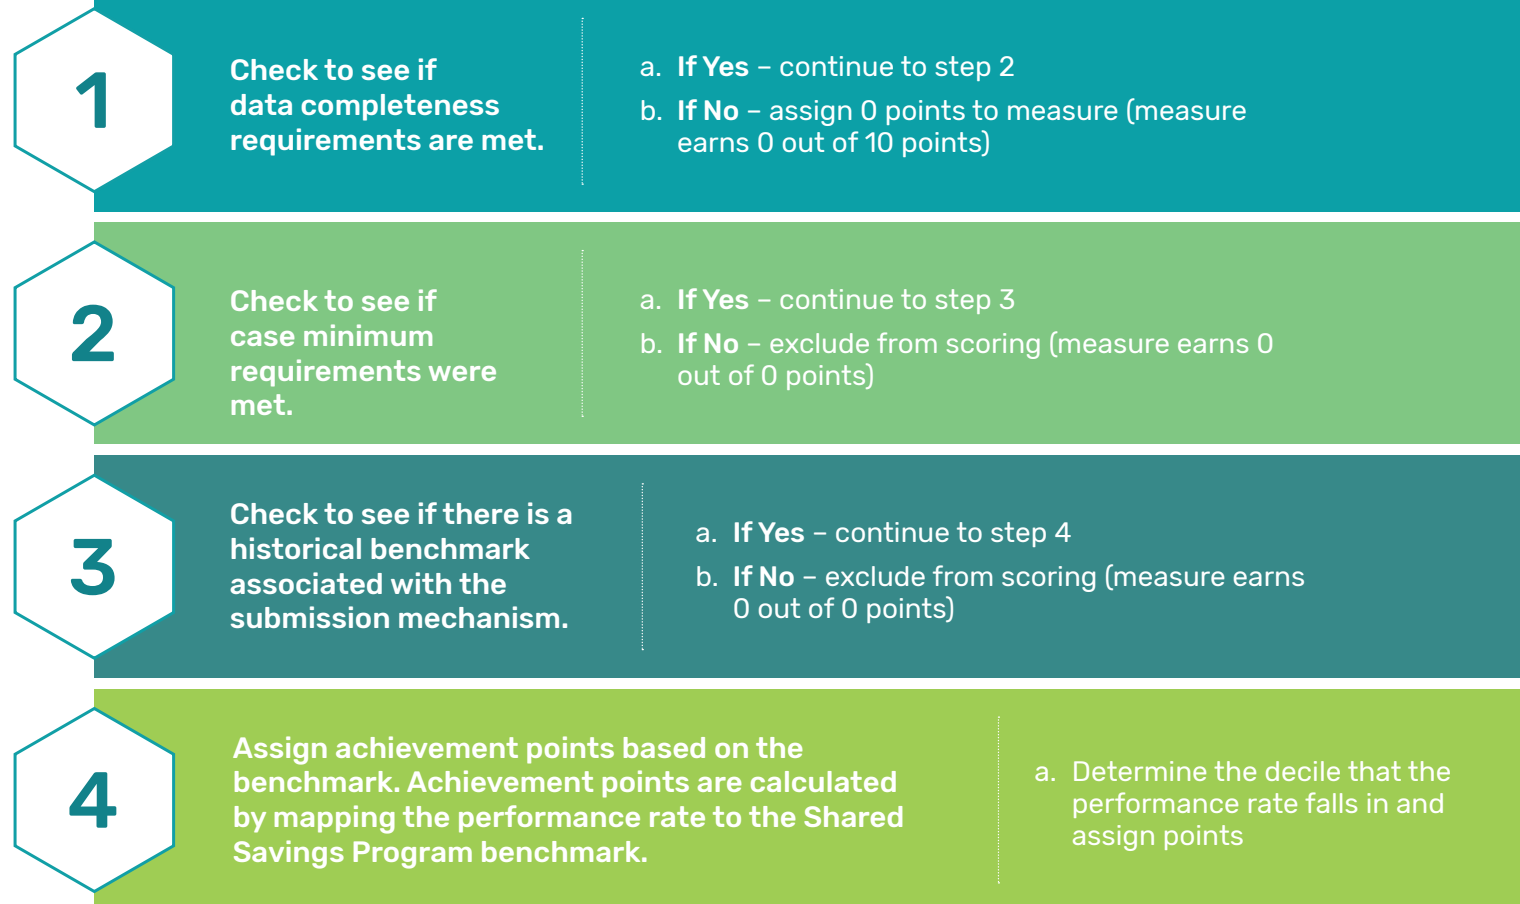 1
Check to see if
data completeness
requirements are met.
a. If Yes – continue to step 2
b. If No – assign 0 points to measure (measure
earns 0 out of 10 points)
2
Check to see if
case minimum
requirements were
met.
a. If Yes – continue to step 3
b. If No – exclude from scoring (measure earns 0
out of 0 points)
3
Check to see if there is a
historical benchmark
associated with the
submission mechanism.
a. If Yes – continue to step 4
b. If No – exclude from scoring (measure earns
0 out of 0 points)
4
Assign achievement points based on the
benchmark. Achievement points are calculated
by mapping the performance rate to the Shared
Savings Program benchmark.
a. Determine the decile that the
performance rate falls in and
assign points